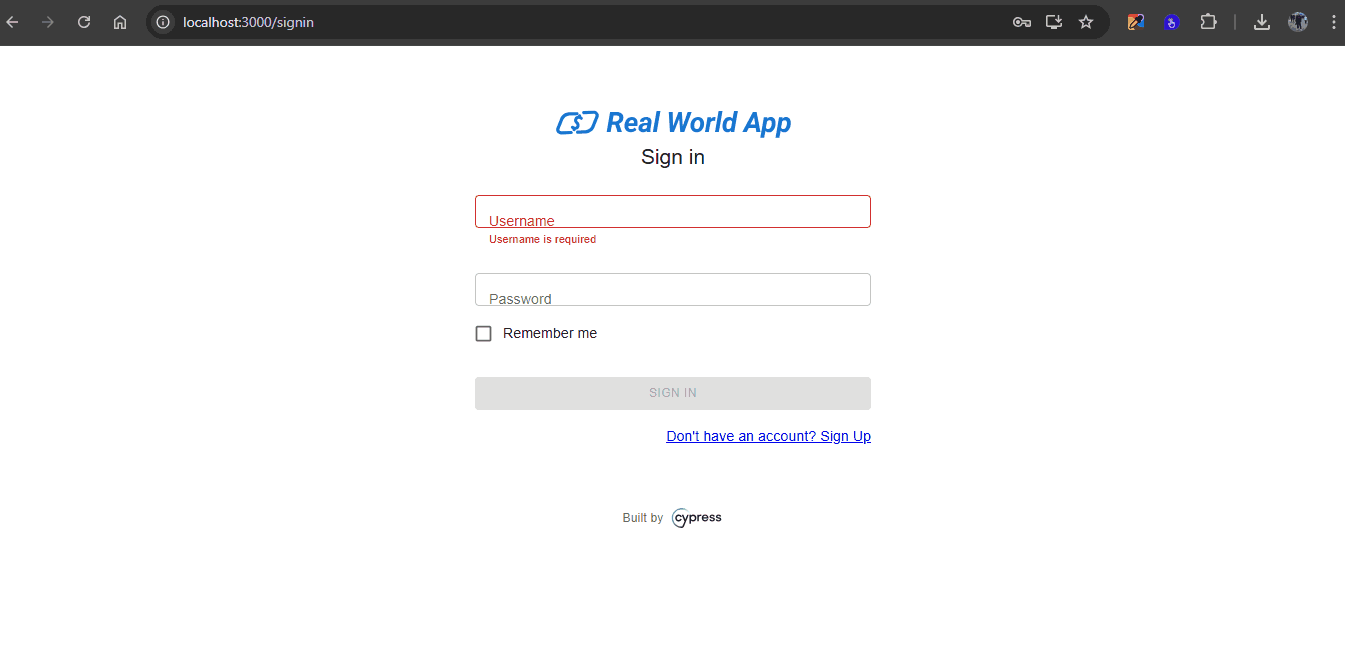 localhost:3000/signin
Real World App
Sign in
Username
Username is required
Password
Remember me
SIGN IN
Don't have an account? Sign Up
Built by cypress